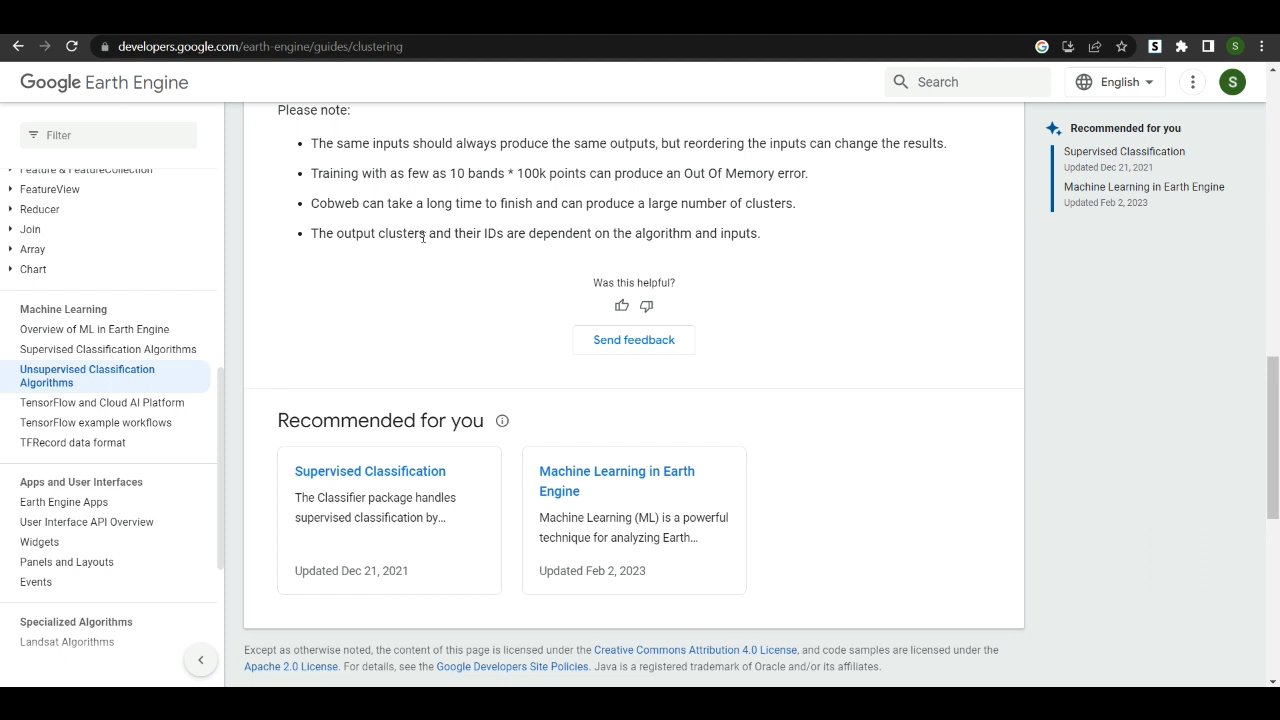 developers.google.com/earth-engine/guides/clustering
S
S
Google Earth Engine
Search
English
S
Filter
Feature & FeatureCollection
FeatureView
Reducer
Join
Array
Chart
Machine Learning
Overview of ML in Earth Engine
Supervised Classification Algorithms
Unsupervised Classification
Algorithms
TensorFlow and Cloud AI Platform
TensorFlow example workflows
TFRecord data format
Apps and User Interfaces
Earth Engine Apps
User Interface API Overview
Widgets
Panels and Layouts
Events
Specialized Algorithms
Landsat Algorithms
Please note:
• The same inputs should always produce the same outputs, but reordering the inputs can change the results.
• Training with as few as 10 bands * 100k points can produce an Out Of Memory error.
• Cobweb can take a long time to finish and can produce a large number of clusters.
• The output clusters and their IDs are dependent on the algorithm and inputs.
Was this helpful?
Send feedback
Recommended for you
Supervised Classification
The Classifier package handles
supervised classification by...
Updated Dec 21, 2021
Machine Learning in Earth
Engine
Machine Learning (ML) is a powerful
technique for analyzing Earth...
Updated Feb 2, 2023
Except as otherwise noted, the content of this page is licensed under the Creative Commons Attribution 4.0 License, and code samples are licensed under the
Apache 2.0 License. For details, see the Google Developers Site Policies. Java is a registered trademark of Oracle and/or its affiliates.
Recommended for you
Supervised Classification
Updated Dec 21, 2021
Machine Learning in Earth Engine
Updated Feb 2, 2023